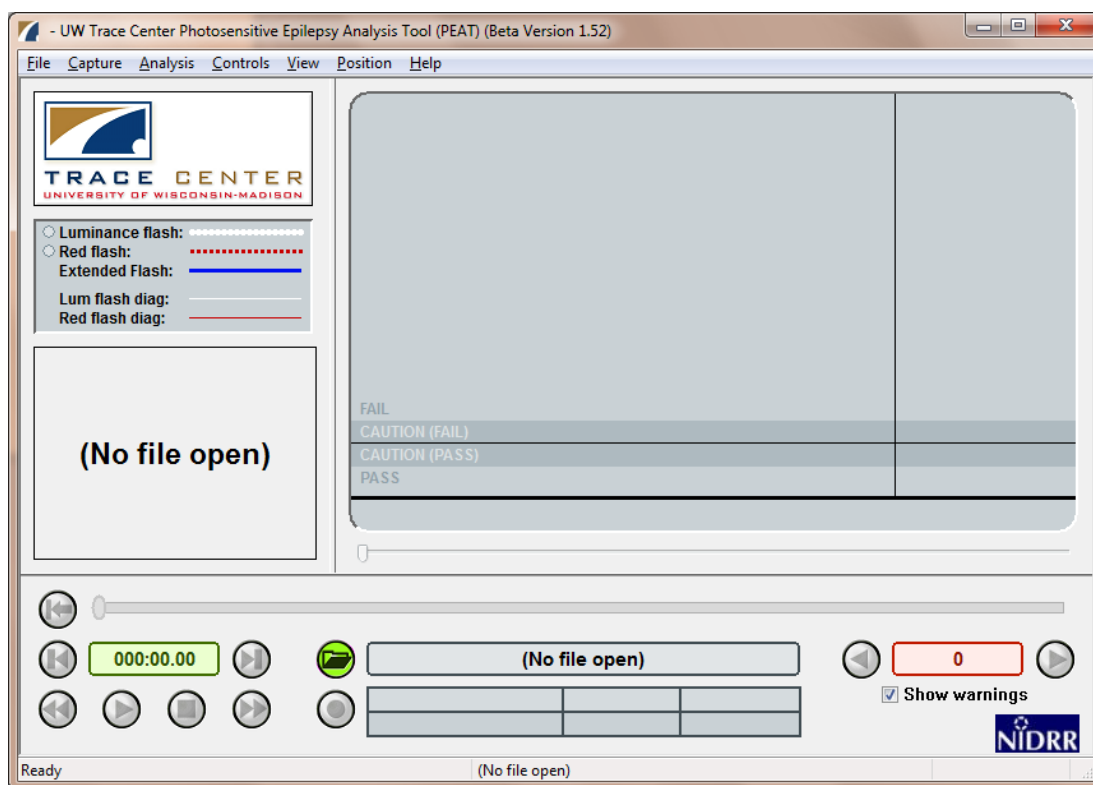 - UW Trace Center Photosensitive Epilepsy Analysis Tool (PEAT) (Beta Version 1.52)
File Capture Analysis Controls View Position Help
TRACE CENTER
UNIVERSITY OF WISCONSIN-MADISON
Luminance flash:
Red flash:
Extended Flash:
Lum flash diag:
Red flash diag:
(No file open)
FAIL
CAUTION (FAIL)
CAUTION (PASS)
PASS
000:00.00
(No file open)
0
Show warnings
NIDRR
Ready
(No file open)